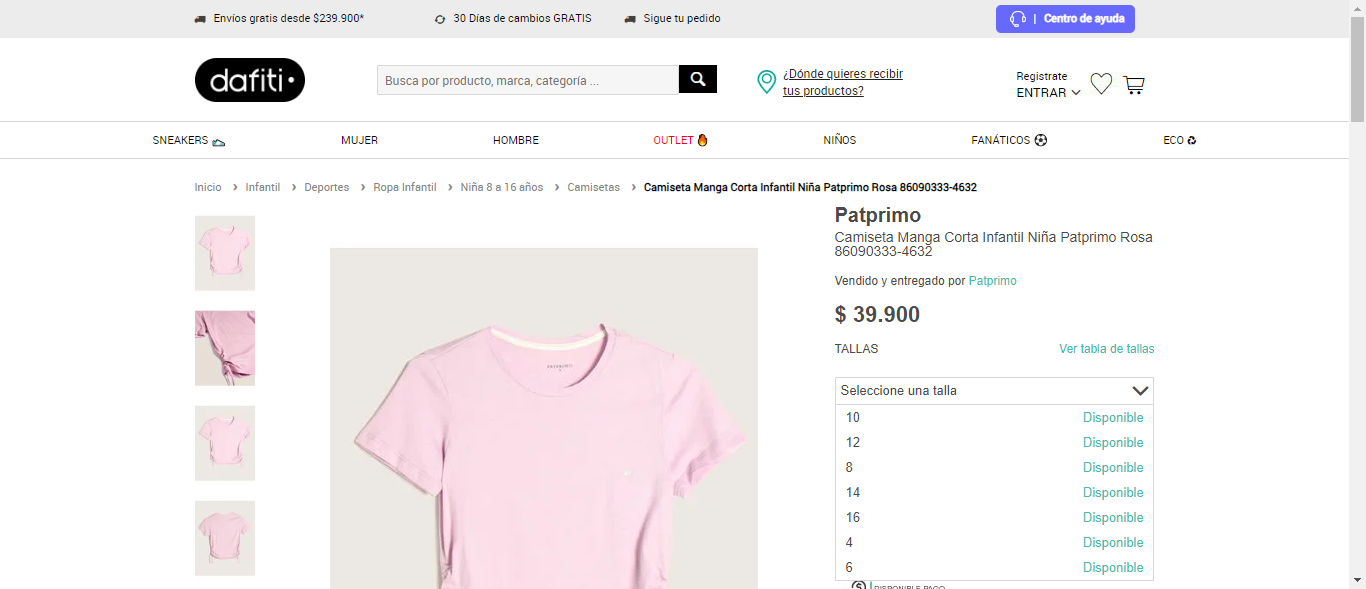 Envíos gratis desde $239.900*
30 Días de cambios GRATIS
Sigue tu pedido
| Centro de ayuda
dafiti
Busca por producto, marca, categoría ...
¿Dónde quieres recibir
tus productos?
Registrate
ENTRAR
SNEAKERS
MUJER
HOMBRE
OUTLET
NIÑOS
FANÁTICOS
ECO
Inicio › Infantil › Deportes › Ropa Infantil › Niña 8 a 16 años › Camisetas › Camiseta Manga Corta Infantil Niña Patprimo Rosa 86090333-4632
Patprimo
Camiseta Manga Corta Infantil Niña Patprimo Rosa
86090333-4632
Vendido y entregado por Patprimo
$ 39.900
TALLAS
Ver tabla de tallas
Seleccione una talla
10 Disponible
12 Disponible
8 Disponible
14 Disponible
16 Disponible
4 Disponible
6 Disponible
DISPONIBLE PAGO